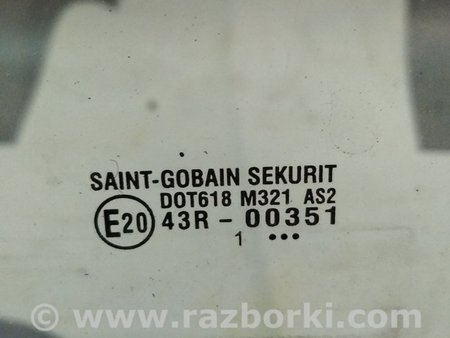 SAINT-GOBAIN SEKURIT
DOT618 M321 AS2
E20 43R - 00351
1 •••
© www.razborki.com